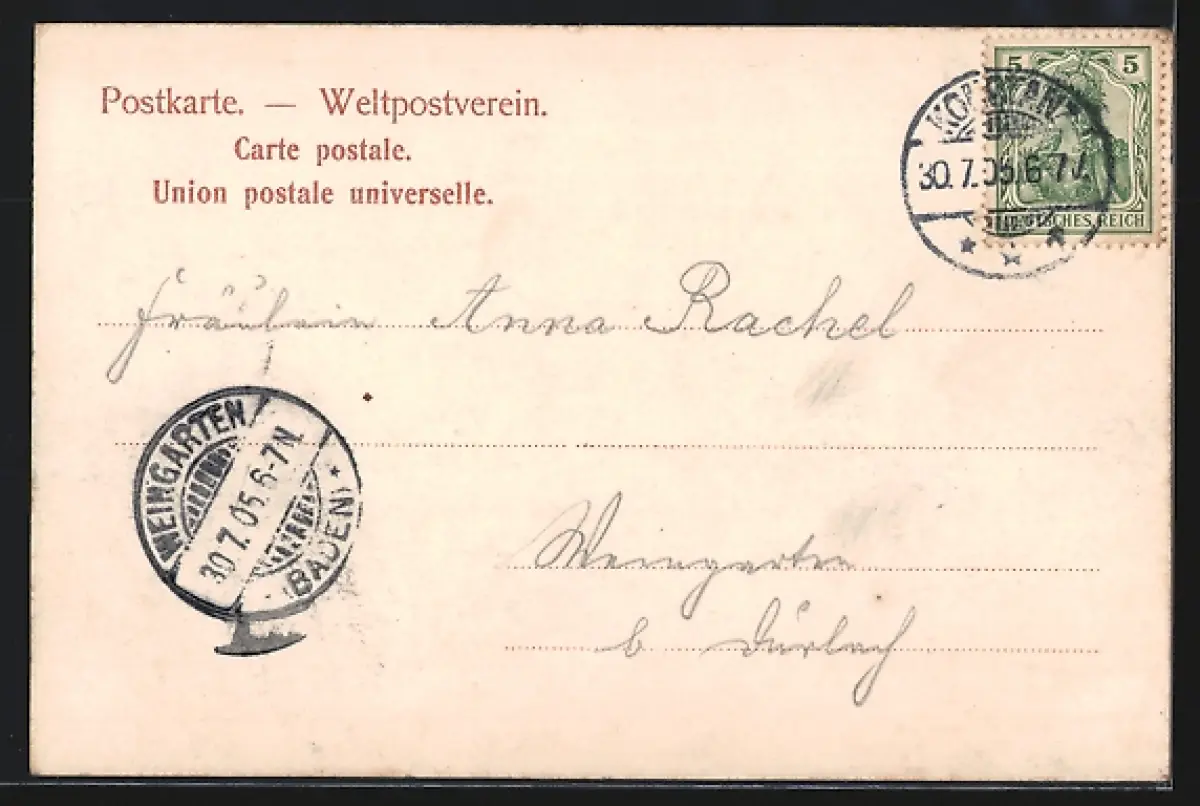 Postkarte. — Weltpostverein.
Carte postale.
Union postale universelle.
5 5
DEUTSCHES REICH
KONSTANZ
30.7.05.6-7
Fräulein Anna Rachel
WEINGARTEN
30.7.05.6-7N.
(BADEN)
Weingarten
b Durlach